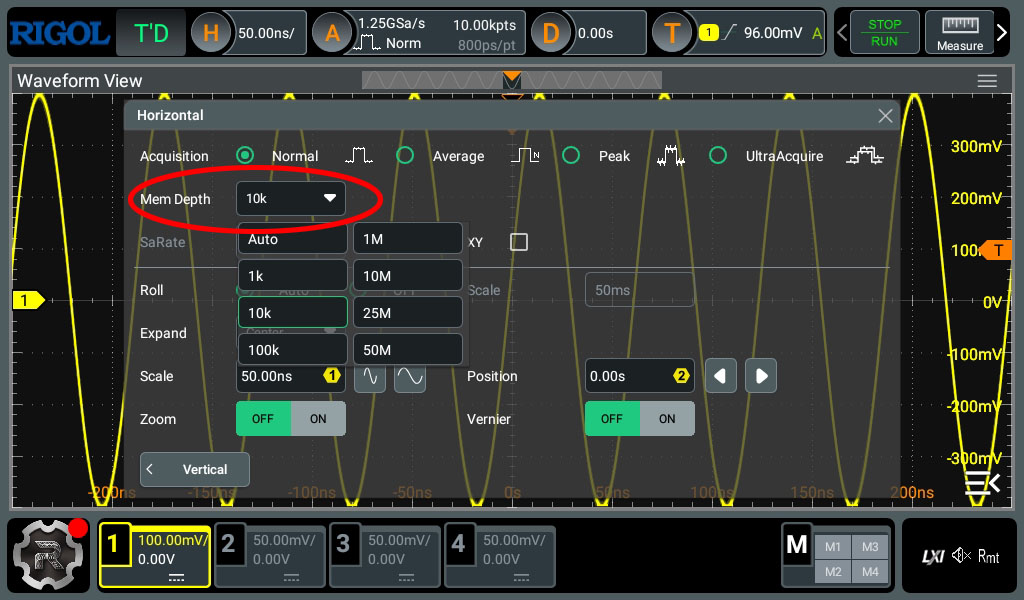 RIGOL T'D H 50.00ns/ A 1.25GSa/s 10.00kpts D 0.00s T 1 96.00mV A STOP
Norm 800ps/pt RUN Measure
Waveform View
Horizontal
Acquisition Normal Average N Peak UltraAcquire
300mV
Mem Depth 10k
200mV
SaRate Auto 1M XY
100 T
1k 10M
Roll Auto OFF Scale 50ms
1 0V
10k 25M
Expand Center
100k 50M
-100mV
Scale 50.00ns 1 Position 0.00s 2
-200mV
Zoom OFF ON Vernier OFF ON
-300mV
Vertical
-200ns -150ns -100ns -50ns 0s 50ns 100ns 150ns 200ns
1 100.00mV/ 2 50.00mV/ 3 50.00mV/ 4 50.00mV/ M M1 M3
0.00V 0.00V 0.00V 0.00V M2 M4
R LXI Rmt